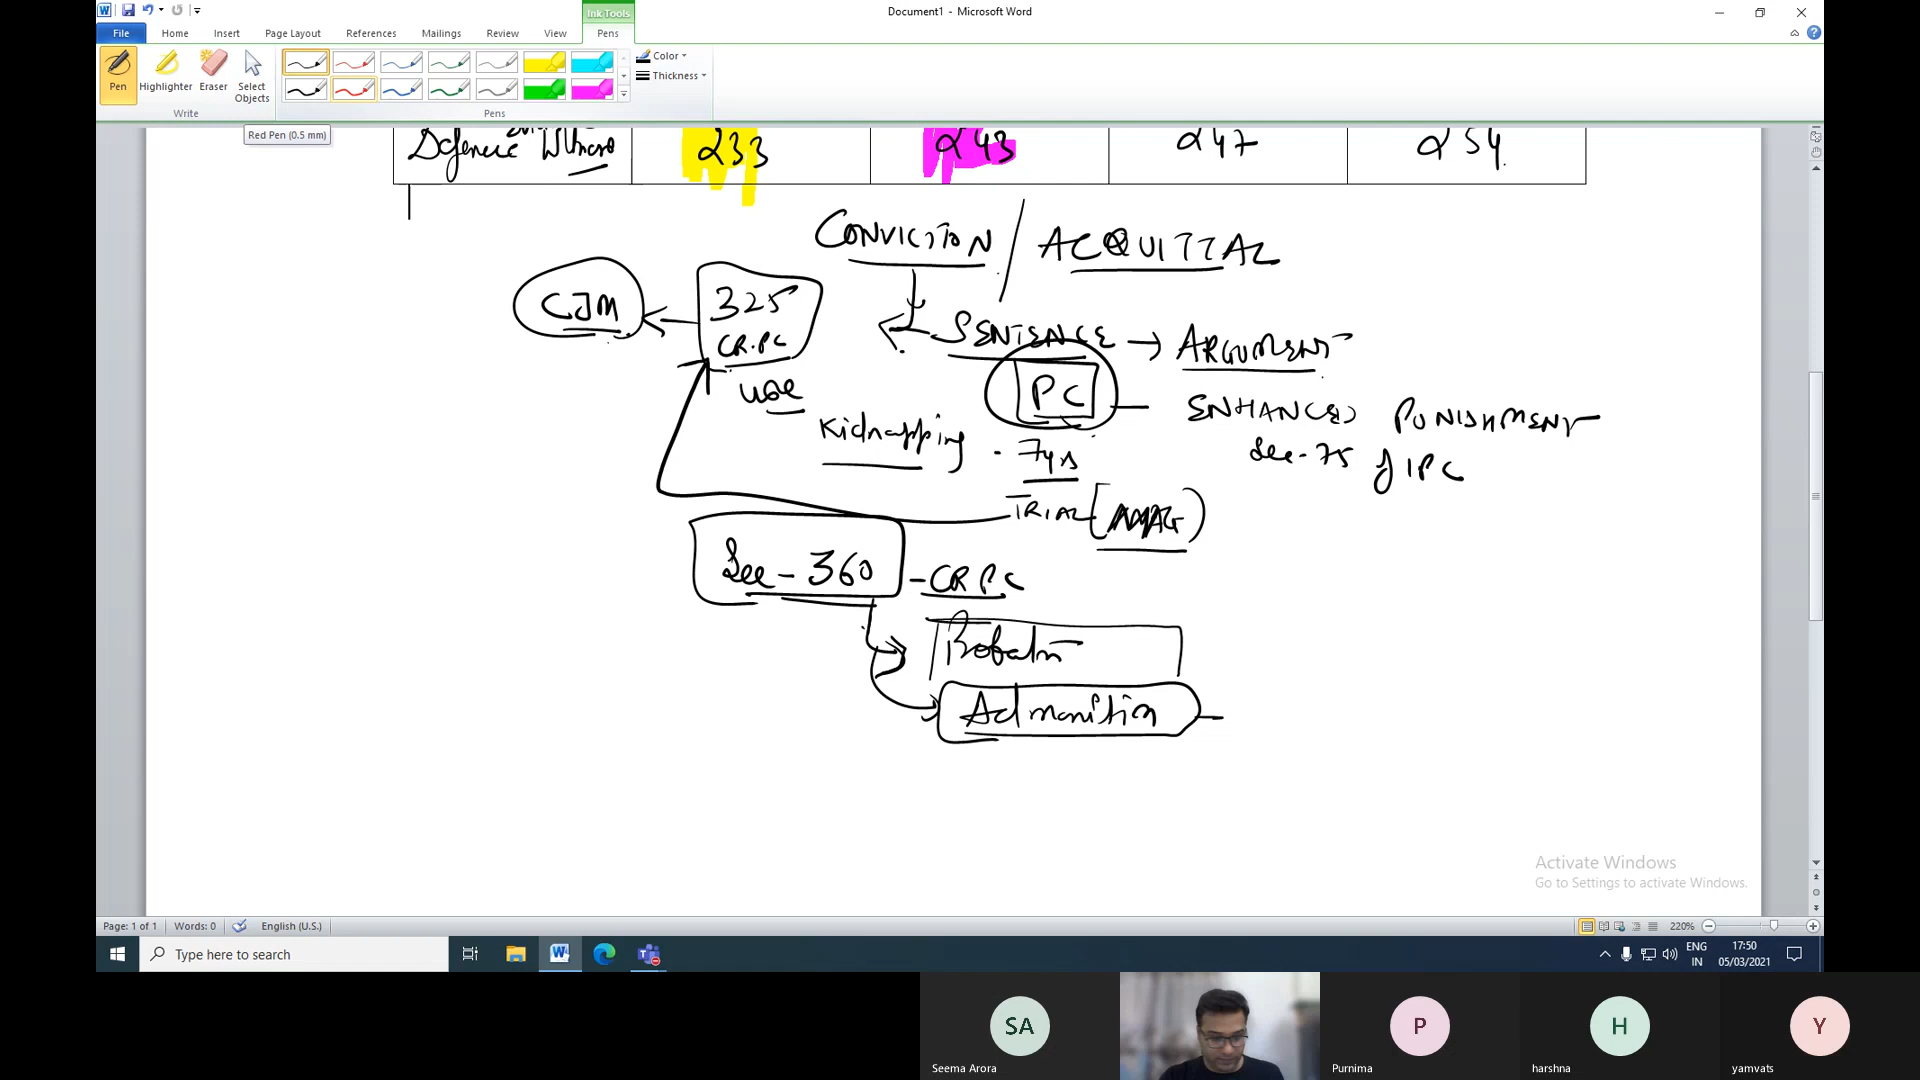 Document1 - Microsoft Word
Ink Tools
File Home Insert Page Layout References Mailings Review View Pens
Pen Highlighter Eraser Select Objects
Color
Thickness
Write Pens
Red Pen (0.5 mm)
Defence 233 243 247 254
CONVICTION / ACQUITTAL
CJM 325 CR.PC
SENTENCE → ARGUMENT
use PC ENHANCED PUNISHMENT
Kidnapping - 7yrs Sec-75 of IPC
TRIAL
Sec-360 - CRPC
Probation
Admonition
Activate Windows
Go to Settings to activate Windows.
Page: 1 of 1 Words: 0 English (U.S.) 220%
Type here to search ENG IN 17:50 05/03/2021
SA P H Y
Seema Arora Purnima harshna yamvats